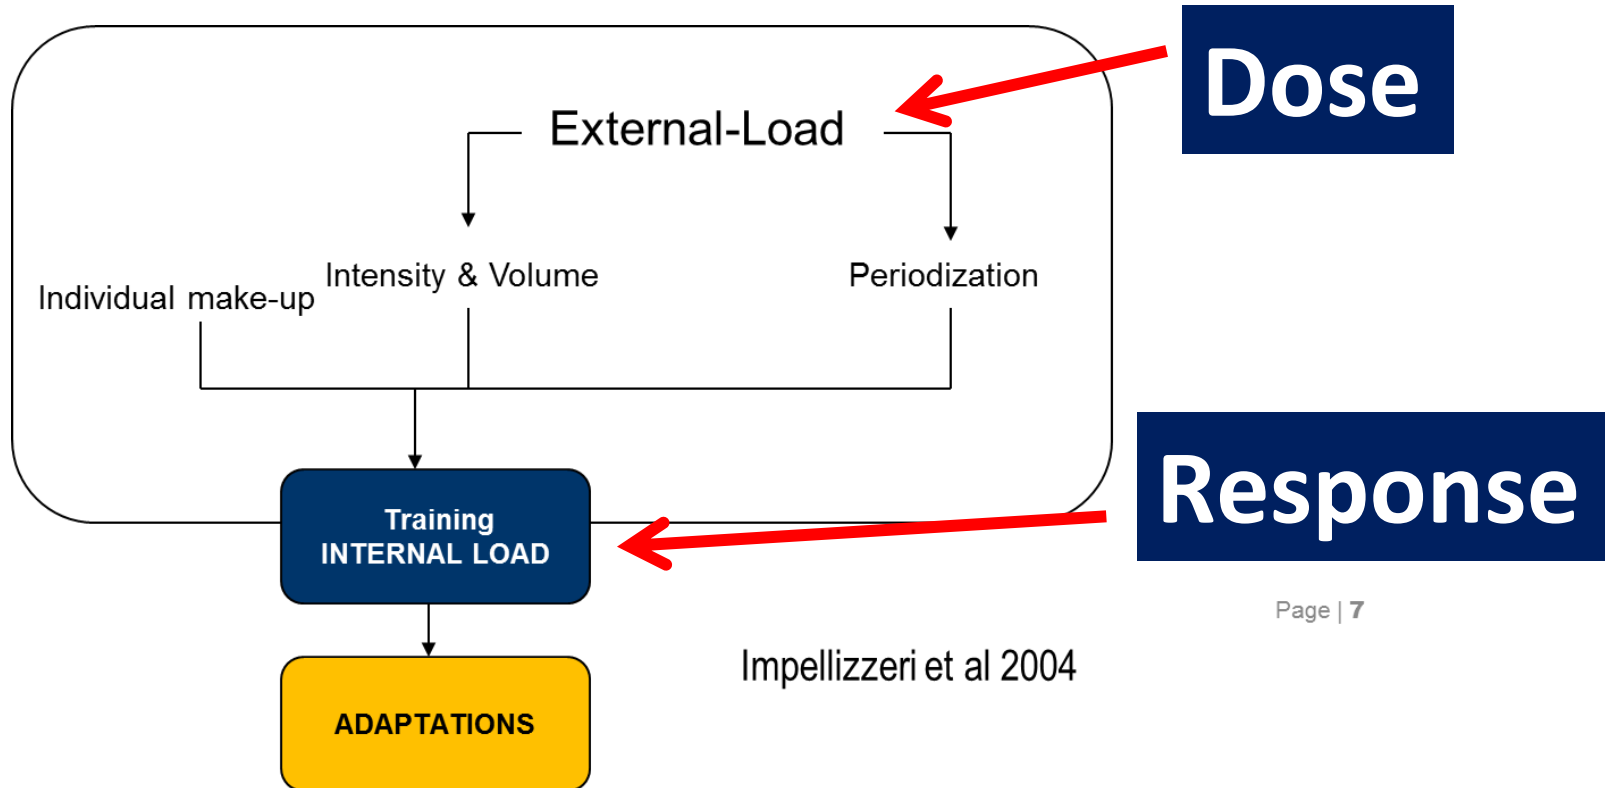 Dose
External-Load
Intensity & Volume
Periodization
Individual make-up
Training
INTERNAL LOAD
Response
Page | 7
Impellizzeri et al 2004
ADAPTATIONS